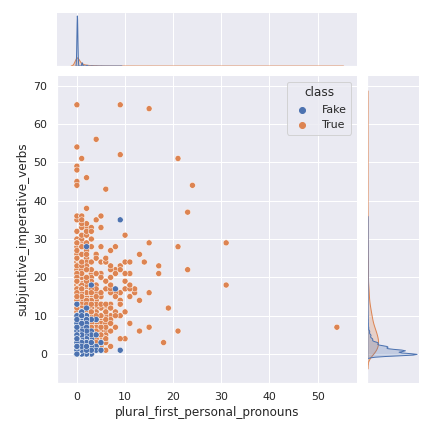 class
Fake
True
70
60
50
40
30
20
10
0
subjuntive_imperative_verbs
0 10 20 30 40 50
plural_first_personal_pronouns